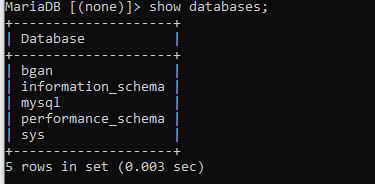 MariaDB [(none)]> show databases;
+--------------------+
| Database           |
+--------------------+
| bgan               |
| information_schema |
| mysql              |
| performance_schema |
| sys                |
+--------------------+
5 rows in set (0.003 sec)